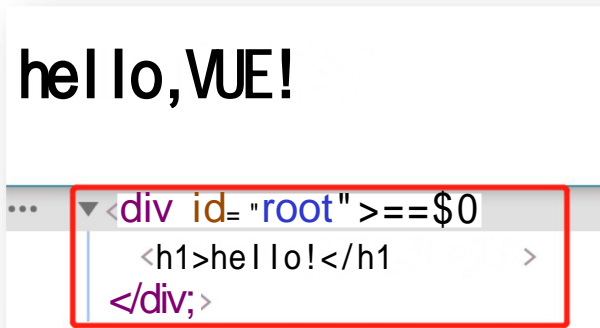 hello,VUE!
… ▼<div id="root">==$0
<h1>hello!</h1 >
</div;>